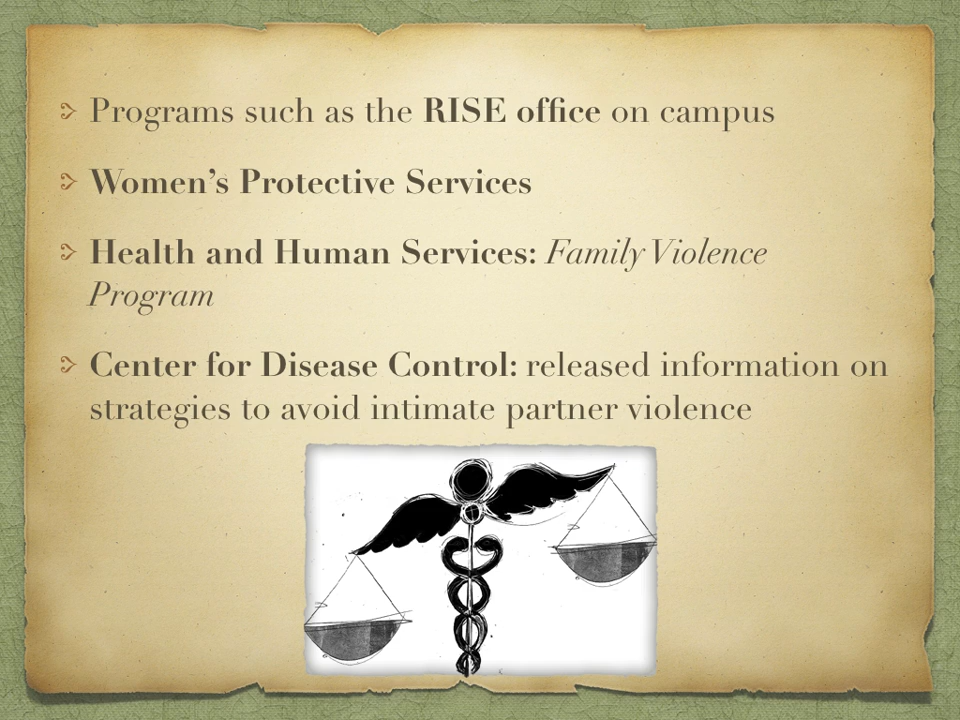 Programs such as the RISE office on campus
Women’s Protective Services
Health and Human Services: Family Violence
Program
Center for Disease Control: released information on
strategies to avoid intimate partner violence